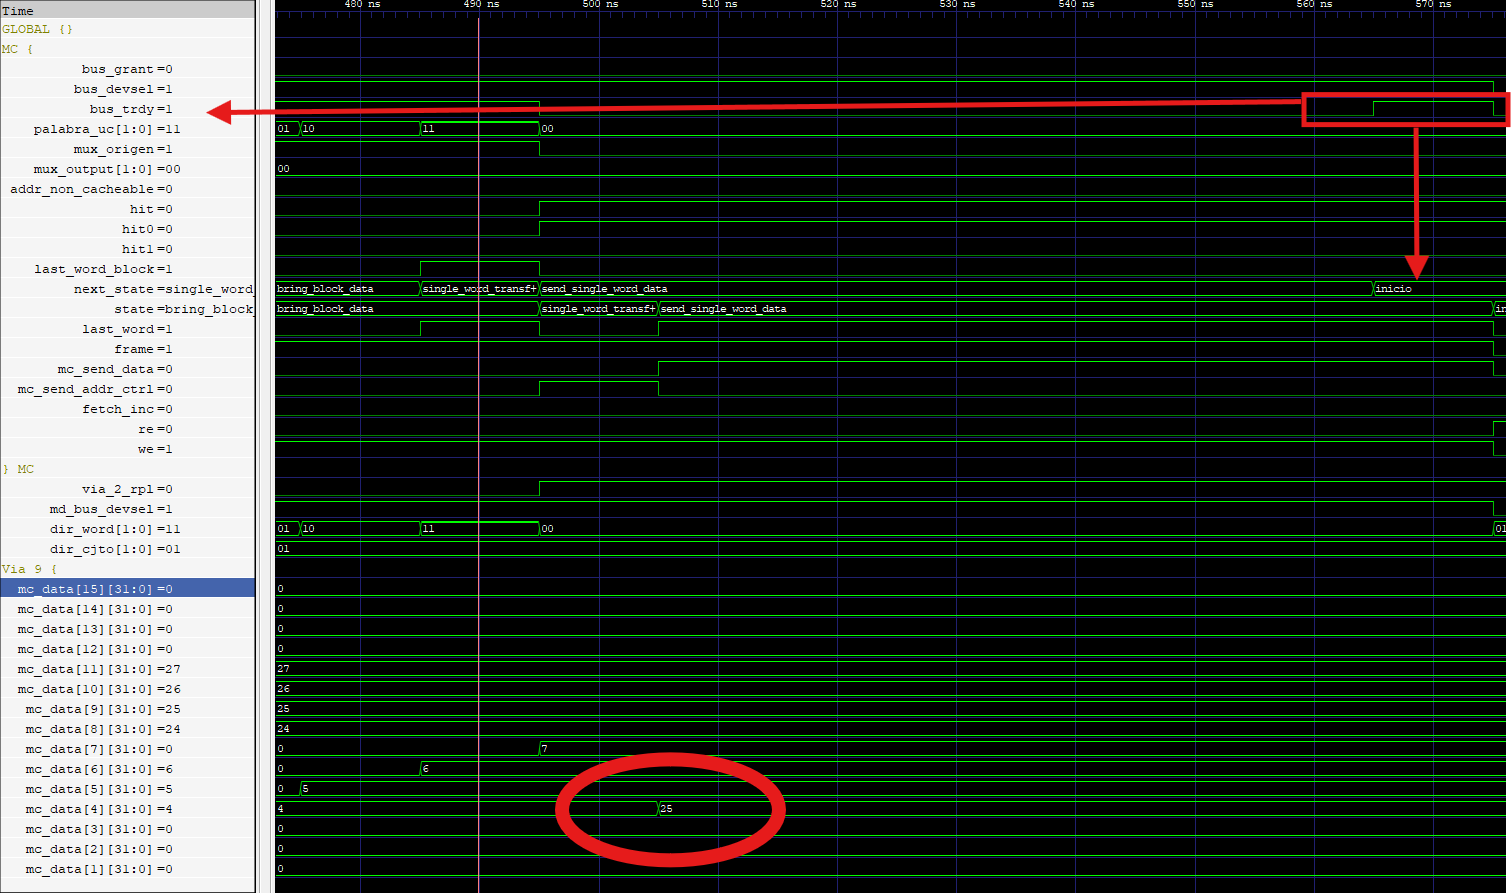 Time 480 ns 490 ns 500 ns 510 ns 520 ns 530 ns 540 ns 550 ns 560 ns 570 ns
GLOBAL {}
MC {
bus_grant=0
bus_devsel=1
bus_trdy=1
palabra_uc[1:0]=11 01 10 11 00
mux_origen=1
mux_output[1:0]=00 00
addr_non_cacheable=0
hit=0
hit0=0
hit1=0
last_word_block=1
next_state=single_word_ bring_block_data single_word_transf+ send_single_word_data inicio
state=bring_block_ bring_block_data single_word_transf+ send_single_word_data in
last_word=1
frame=1
mc_send_data=0
mc_send_addr_ctrl=0
fetch_inc=0
re=0
we=1
} MC
via_2_rpl=0
md_bus_devsel=1
dir_word[1:0]=11 01 10 11 00 01
dir_cjto[1:0]=01 01
Via 9 {
mc_data[15][31:0]=0 0
mc_data[14][31:0]=0 0
mc_data[13][31:0]=0 0
mc_data[12][31:0]=0 0
mc_data[11][31:0]=27 27
mc_data[10][31:0]=26 26
mc_data[9][31:0]=25 25
mc_data[8][31:0]=24 24
mc_data[7][31:0]=0 0 7
mc_data[6][31:0]=6 0 6
mc_data[5][31:0]=5 0 5
mc_data[4][31:0]=4 4 25
mc_data[3][31:0]=0 0
mc_data[2][31:0]=0 0
mc_data[1][31:0]=0 0